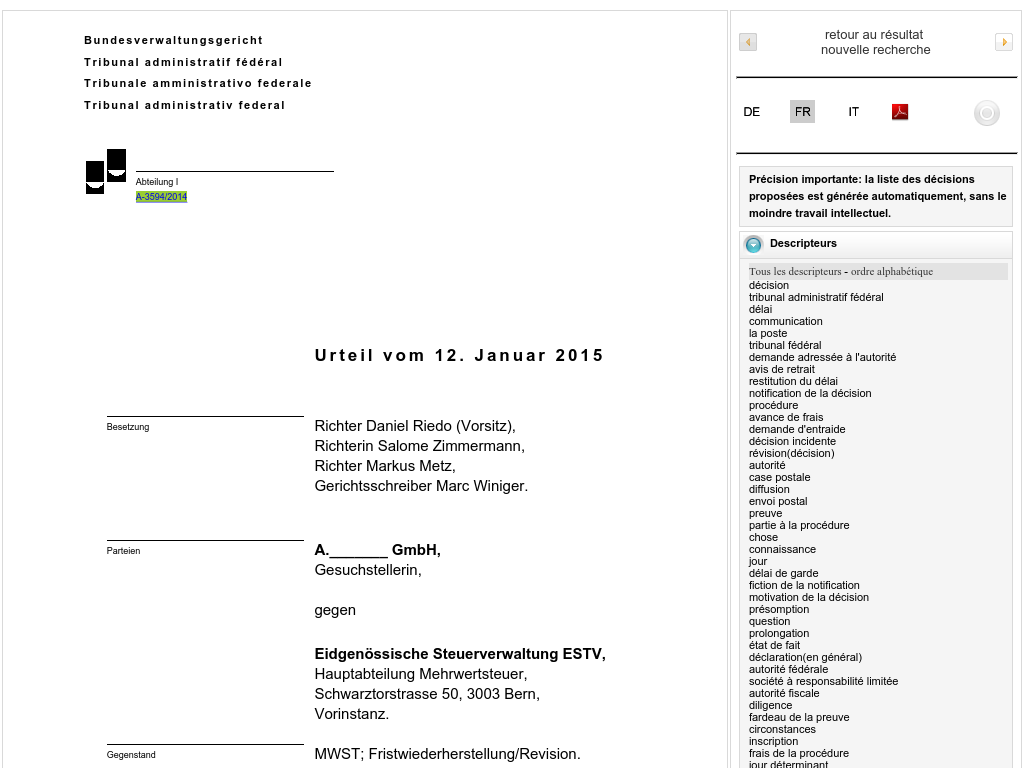 Bundesverwaltungsgericht
Tribunal administratif fédéral
Tribunale amministrativo federale
Tribunal administrativ federal
Abteilung I
A-3594/2014
Urteil vom 12. Januar 2015
Besetzung
Richter Daniel Riedo (Vorsitz),
Richterin Salome Zimmermann,
Richter Markus Metz,
Gerichtsschreiber Marc Winiger.
Parteien
A._______ GmbH,
Gesuchstellerin,
gegen
Eidgenössische Steuerverwaltung ESTV,
Hauptabteilung Mehrwertsteuer,
Schwarztorstrasse 50, 3003 Bern,
Vorinstanz.
Gegenstand
MWST; Fristwiederherstellung/Revision.
retour au résultat
nouvelle recherche
DE FR IT
Précision importante: la liste des décisions
proposées est générée automatiquement, sans le
moindre travail intellectuel.
Descripteurs
Tous les descripteurs - ordre alphabétique
décision
tribunal administratif fédéral
délai
communication
la poste
tribunal fédéral
demande adressée à l'autorité
avis de retrait
restitution du délai
notification de la décision
procédure
avance de frais
demande d'entraide
décision incidente
révision(décision)
autorité
case postale
diffusion
envoi postal
preuve
partie à la procédure
chose
connaissance
jour
délai de garde
fiction de la notification
motivation de la décision
présomption
question
prolongation
état de fait
déclaration(en général)
autorité fédérale
société à responsabilité limitée
autorité fiscale
diligence
fardeau de la preuve
circonstances
inscription
frais de la procédure
jour déterminant